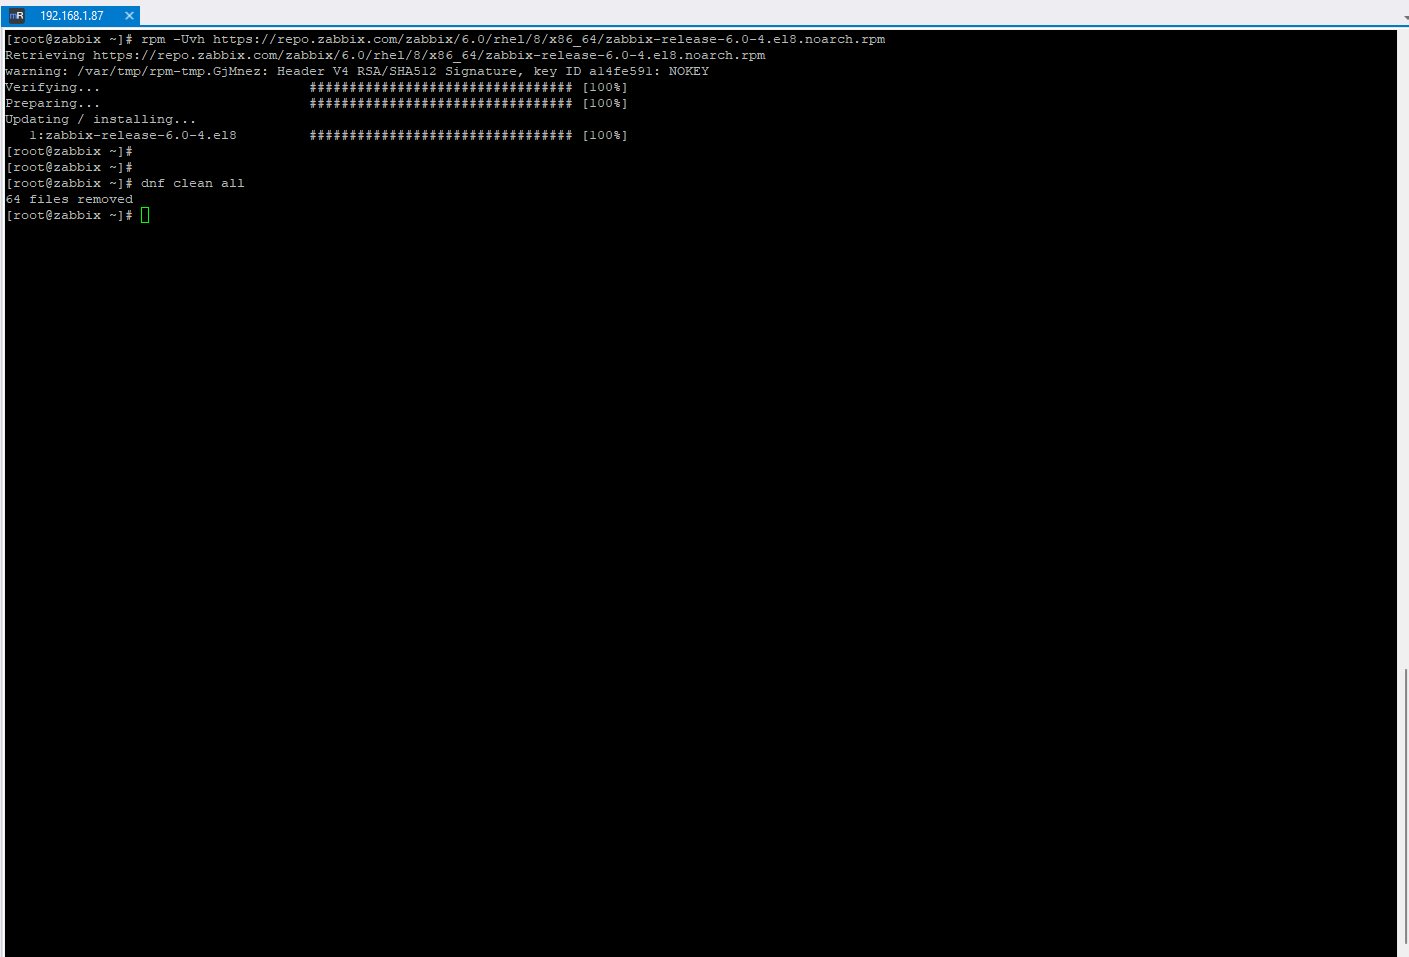 mR 192.168.1.87
[root@zabbix ~]# rpm -Uvh https://repo.zabbix.com/zabbix/6.0/rhel/8/x86_64/zabbix-release-6.0-4.el8.noarch.rpm
Retrieving https://repo.zabbix.com/zabbix/6.0/rhel/8/x86_64/zabbix-release-6.0-4.el8.noarch.rpm
warning: /var/tmp/rpm-tmp.GjMnez: Header V4 RSA/SHA512 Signature, key ID a14fe591: NOKEY
Verifying... ################################# [100%]
Preparing... ################################# [100%]
Updating / installing...
1:zabbix-release-6.0-4.el8 ################################# [100%]
[root@zabbix ~]#
[root@zabbix ~]#
[root@zabbix ~]# dnf clean all
64 files removed
[root@zabbix ~]#